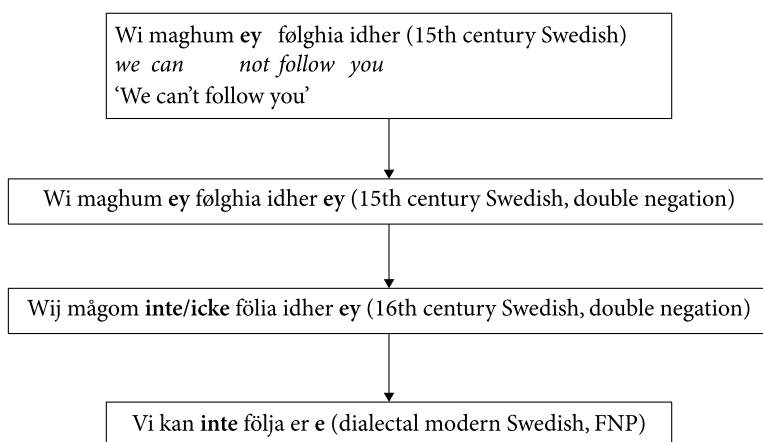 Wi maghum ey følghia idher (15th century Swedish)
we can not follow you
‘We can’t follow you’
Wi maghum ey følghia idher ey (15th century Swedish, double negation)
Wij mågom inte/icke fölia idher ey (16th century Swedish, double negation)
Vi kan inte följa er e (dialectal modern Swedish, FNP)